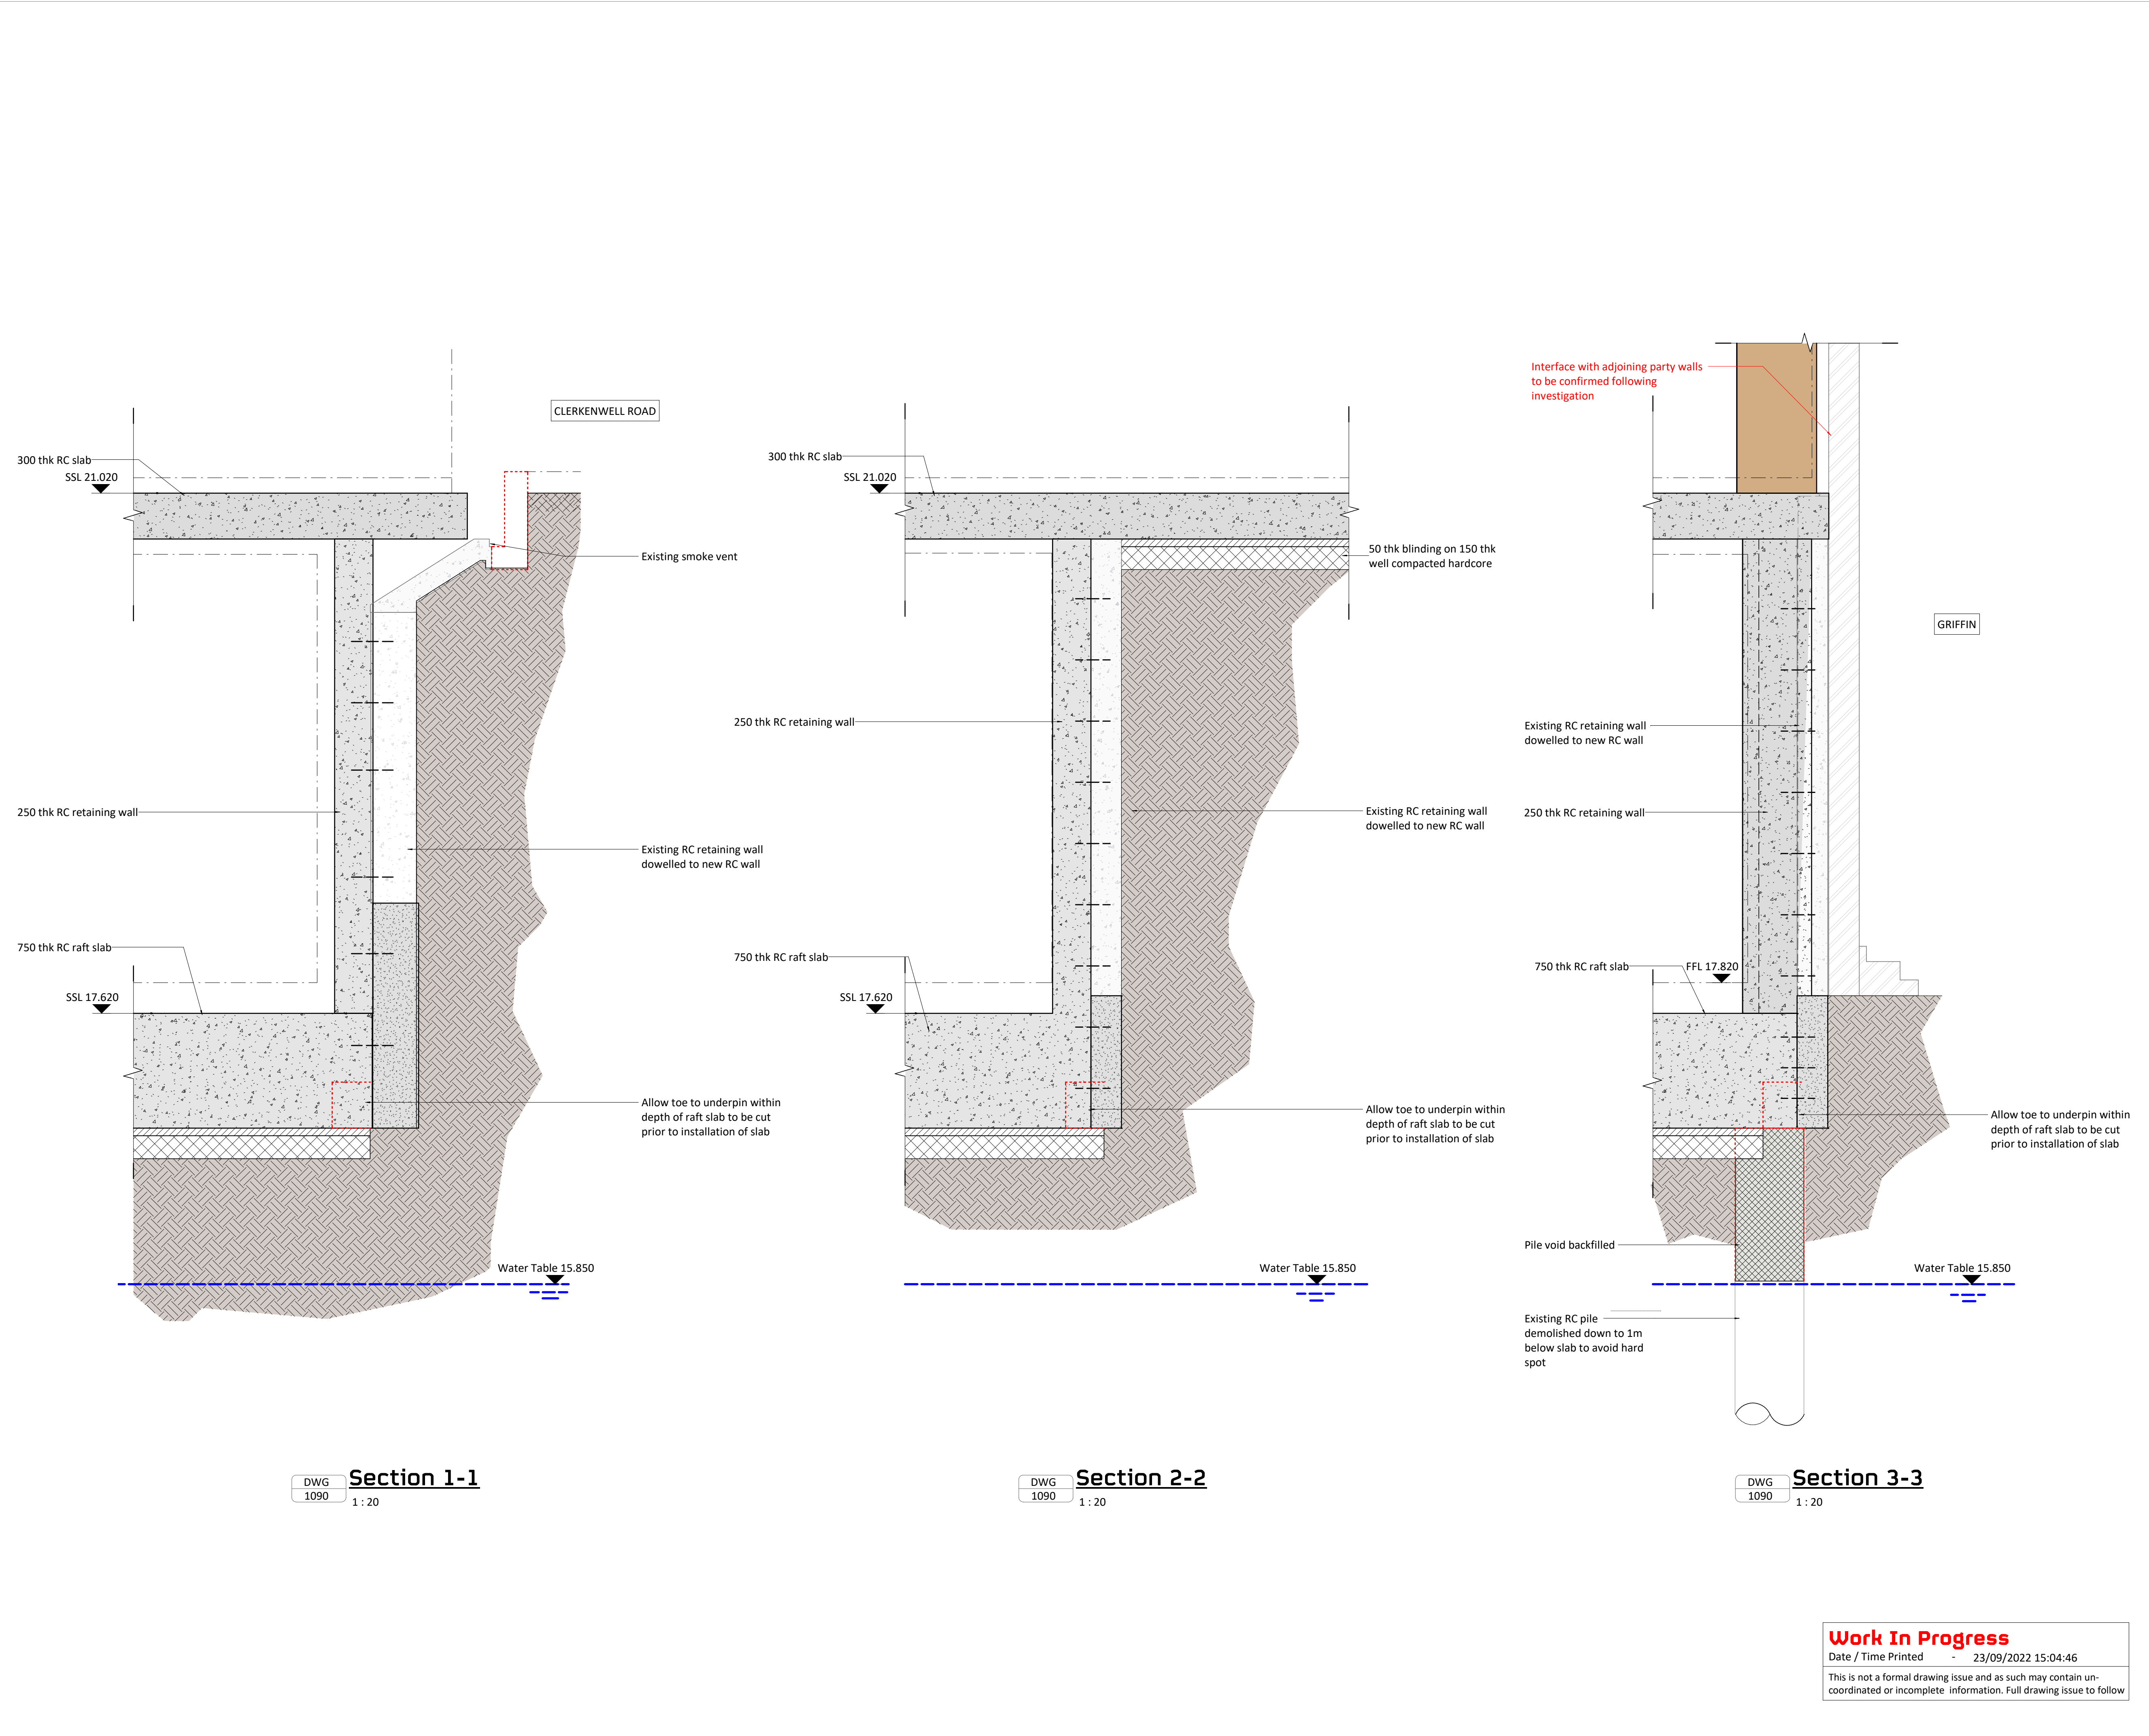 CLERKENWELL ROAD
300 thk RC slab
SSL 21.020
Existing smoke vent
250 thk RC retaining wall
Existing RC retaining wall
dowelled to new RC wall
750 thk RC raft slab
SSL 17.620
Allow toe to underpin within
depth of raft slab to be cut
prior to installation of slab
Water Table 15.850
DWG
1090
Section 1-1
1 : 20
300 thk RC slab
SSL 21.020
50 thk blinding on 150 thk
well compacted hardcore
250 thk RC retaining wall
Existing RC retaining wall
dowelled to new RC wall
750 thk RC raft slab
SSL 17.620
Allow toe to underpin within
depth of raft slab to be cut
prior to installation of slab
Water Table 15.850
DWG
1090
Section 2-2
1 : 20
Interface with adjoining party walls
to be confirmed following
investigation
GRIFFIN
Existing RC retaining wall
dowelled to new RC wall
250 thk RC retaining wall
750 thk RC raft slab
FFL 17.820
Allow toe to underpin within
depth of raft slab to be cut
prior to installation of slab
Pile void backfilled
Water Table 15.850
Existing RC pile
demolished down to 1m
below slab to avoid hard
spot
DWG
1090
Section 3-3
1 : 20
Work In Progress
Date / Time Printed - 23/09/2022 15:04:46
This is not a formal drawing issue and as such may contain un-
coordinated or incomplete information. Full drawing issue to follow